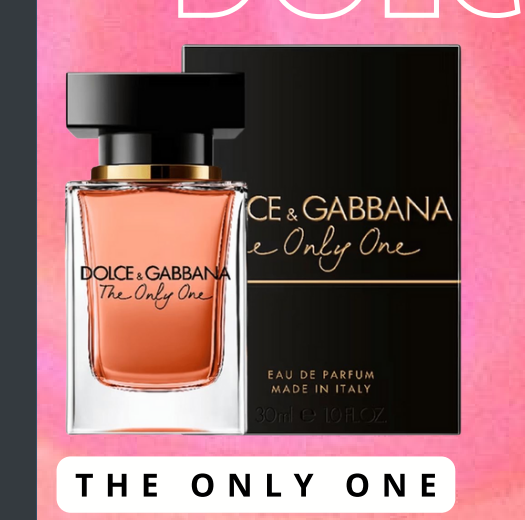 DOLCE
DOLCE & GABBANA
The Only One
CE & GABBANA
e Only One
EAU DE PARFUM
MADE IN ITALY
30ml ℮ 1.0 FL.OZ.
THE ONLY ONE